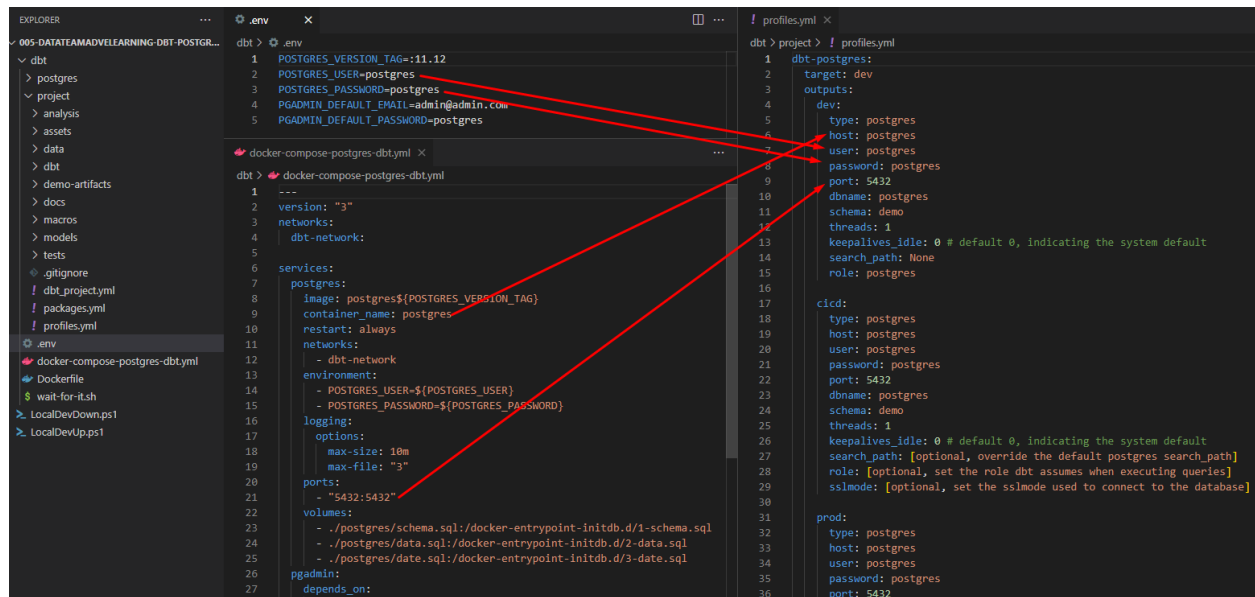 EXPLORER ...
005-DATATEAMADVELEARNING-DBT-POSTGR...
dbt
postgres
project
analysis
assets
data
dbt
demo-artifacts
docs
macros
models
tests
.gitignore
dbt_project.yml
packages.yml
profiles.yml
.env
docker-compose-postgres-dbt.yml
Dockerfile
wait-for-it.sh
LocalDevDown.ps1
LocalDevUp.ps1
.env
dbt > .env
1 POSTGRES_VERSION_TAG=:11.12
2 POSTGRES_USER=postgres
3 POSTGRES_PASSWORD=postgres
4 PGADMIN_DEFAULT_EMAIL=admin@admin.com
5 PGADMIN_DEFAULT_PASSWORD=postgres
docker-compose-postgres-dbt.yml
dbt > docker-compose-postgres-dbt.yml
1 ---
2 version: "3"
3 networks:
4 dbt-network:
5
6 services:
7 postgres:
8 image: postgres${POSTGRES_VERSION_TAG}
9 container_name: postgres
10 restart: always
11 networks:
12 - dbt-network
13 environment:
14 - POSTGRES_USER=${POSTGRES_USER}
15 - POSTGRES_PASSWORD=${POSTGRES_PASSWORD}
16 logging:
17 options:
18 max-size: 10m
19 max-file: "3"
20 ports:
21 - "5432:5432"
22 volumes:
23 - ./postgres/schema.sql:/docker-entrypoint-initdb.d/1-schema.sql
24 - ./postgres/data.sql:/docker-entrypoint-initdb.d/2-data.sql
25 - ./postgres/date.sql:/docker-entrypoint-initdb.d/3-date.sql
26 pgadmin:
27 depends_on:
! profiles.yml
dbt > project > ! profiles.yml
1 dbt-postgres:
2 target: dev
3 outputs:
4 dev:
5 type: postgres
6 host: postgres
7 user: postgres
8 password: postgres
9 port: 5432
10 dbname: postgres
11 schema: demo
12 threads: 1
13 keepalives_idle: 0 # default 0, indicating the system default
14 search_path: None
15 role: postgres
16
17 cicd:
18 type: postgres
19 host: postgres
20 user: postgres
21 password: postgres
22 port: 5432
23 dbname: postgres
24 schema: demo
25 threads: 1
26 keepalives_idle: 0 # default 0, indicating the system default
27 search_path: [optional, override the default postgres search_path]
28 role: [optional, set the role dbt assumes when executing queries]
29 sslmode: [optional, set the sslmode used to connect to the database]
30
31 prod:
32 type: postgres
33 host: postgres
34 user: postgres
35 password: postgres
36 port: 5432